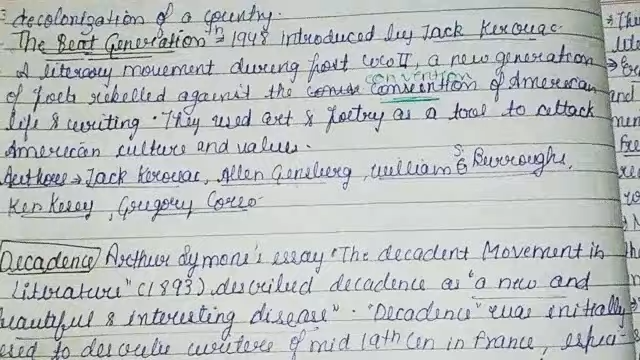 decolonization of a country.
The Beat Generation in 1948 introduced by Jack Kerouac.
A literary movement during post WWII, a new generation
convention
of poets rebelled against the of American
life & writing. They used art & poetry as a tool to attack
American culture and values.
Authors → Jack Kerouac, Allen Gensberg, William S. Burroughs,
Ken Kesey, Gregory Corso.
Decadence Arthur Symone's essay "The decadent Movement in
literature" (1893) described decadence as "a new and
beautiful & interesting disease". "Decadence" was initially
used to describe writers of mid 19th cen in france,